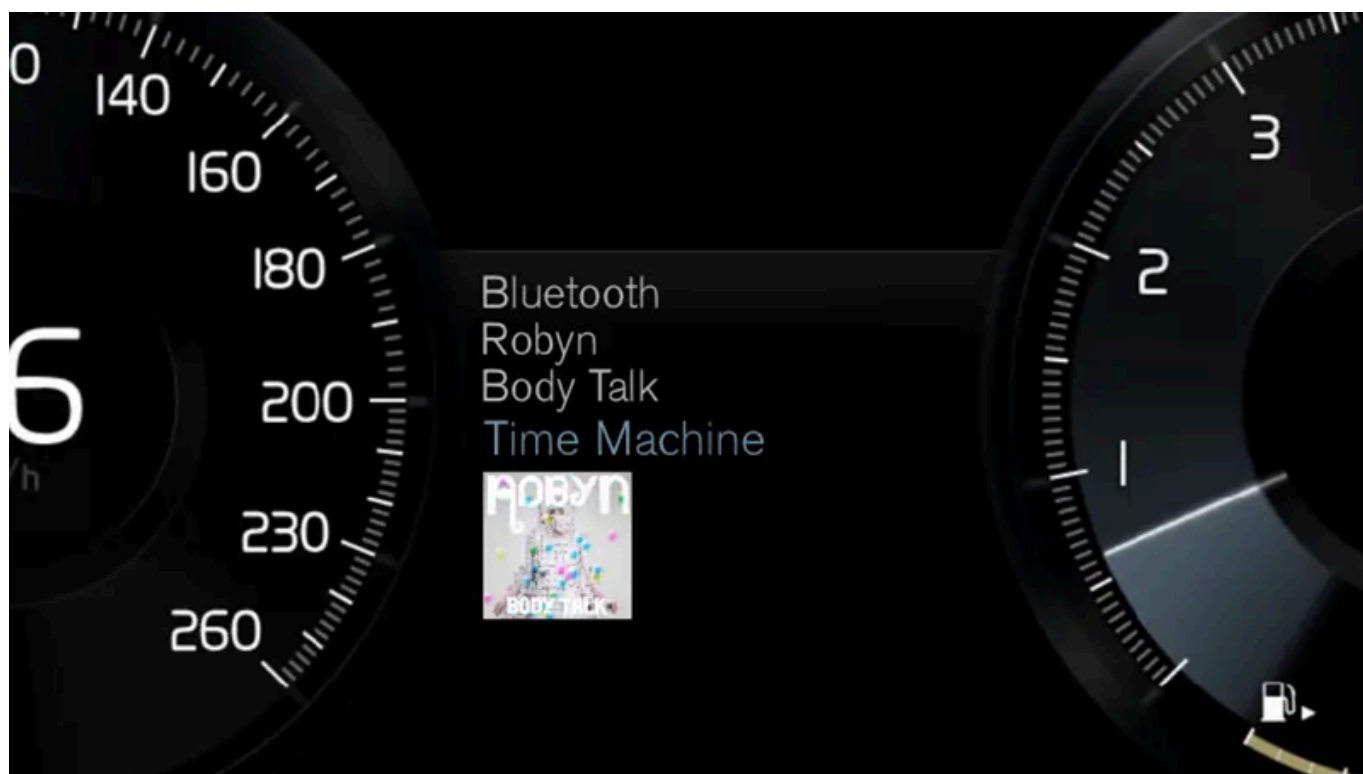 0
140
160
180
200
230
260
6
/h
Bluetooth
Robyn
Body Talk
Time Machine
ROBYN
BODY TALK
3
2
1